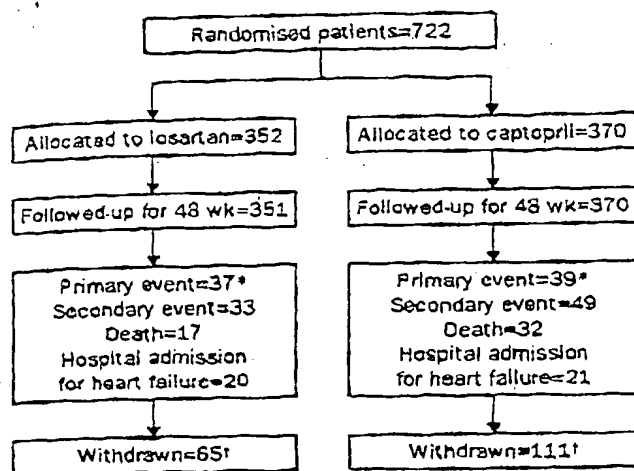 Randomised patients=722
Allocated to losartan=352
Allocated to captopril=370
Followed-up for 48 wk=351
Followed-up for 48 wk=370
Primary event=37*
Secondary event=33
Death=17
Hospital admission
for heart failure=20
Primary event=39*
Secondary event=49
Death=32
Hospital admission
for heart failure=21
Withdrawn=65†
Withdrawn=111†